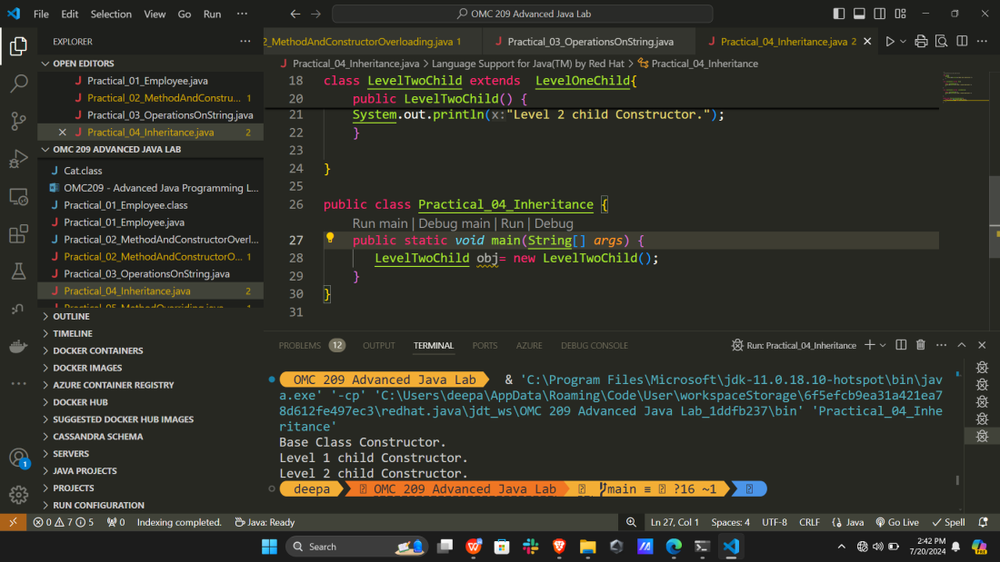 File Edit Selection View Go Run ··· OMC 209 Advanced Java Lab
EXPLORER ···
OPEN EDITORS
Practical_01_Employee.java
Practical_02_MethodAndConstru... 1
Practical_03_OperationsOnString.java
Practical_04_Inheritance.java 2
OMC 209 ADVANCED JAVA LAB
Cat.class
OMC209 - Advanced Java Programming L...
Practical_01_Employee.class
Practical_01_Employee.java
Practical_02_MethodAndConstructorOverl...
Practical_02_MethodAndConstructorO... 1
Practical_03_OperationsOnString.java
Practical_04_Inheritance.java 2
Practical_05_MethodOverriding.java 1
OUTLINE
TIMELINE
DOCKER CONTAINERS
DOCKER IMAGES
AZURE CONTAINER REGISTRY
DOCKER HUB
SUGGESTED DOCKER HUB IMAGES
CASSANDRA SCHEMA
SERVERS
JAVA PROJECTS
PROJECTS
RUN CONFIGURATION
1
2_MethodAndConstructorOverloading.java 1 Practical_03_OperationsOnString.java Practical_04_Inheritance.java 2
Practical_04_Inheritance.java > Language Support for Java(TM) by Red Hat > Practical_04_Inheritance
18 class LevelTwoChild extends LevelOneChild{
20 public LevelTwoChild() {
21 System.out.println(x:"Level 2 child Constructor.");
22 }
23
24 }
25
26 public class Practical_04_Inheritance {
Run main | Debug main | Run | Debug
27 public static void main(String[] args) {
28 LevelTwoChild obj= new LevelTwoChild();
29 }
30 }
31
PROBLEMS 12 OUTPUT TERMINAL PORTS AZURE DEBUG CONSOLE Run: Practical_04_Inheritance
OMC 209 Advanced Java Lab & 'C:\Program Files\Microsoft\jdk-11.0.18.10-hotspot\bin\jav
a.exe' '-cp' 'C:\Users\deepa\AppData\Roaming\Code\User\workspaceStorage\6f5efcb9ea31a421ea7
8d612fe497ec3\redhat.java\jdt_ws\OMC 209 Advanced Java Lab_1ddfb237\bin' 'Practical_04_Inhe
ritance'
Base Class Constructor.
Level 1 child Constructor.
Level 2 child Constructor.
deepa OMC 209 Advanced Java Lab main ≡ ?16 ~1
0 7 5 0 Indexing completed. Java: Ready Ln 27, Col 1 Spaces: 4 UTF-8 CRLF {} Java Go Live Spell
Search 2:42 PM
7/20/2024